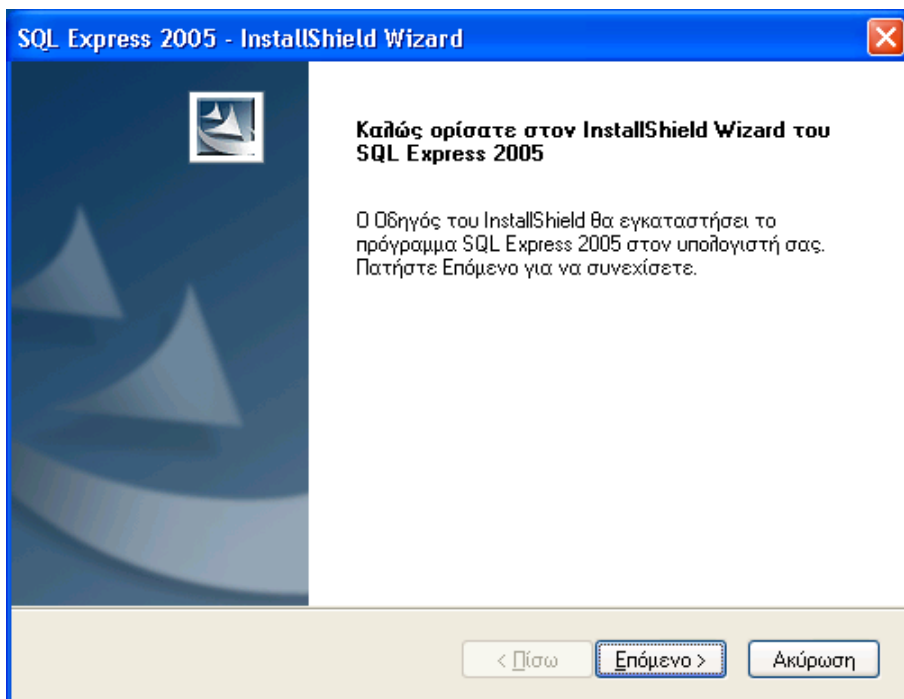 SQL Express 2005 - InstallShield Wizard
Καλώς ορίσατε στον InstallShield Wizard του
SQL Express 2005
Ο Οδηγός του InstallShield θα εγκαταστήσει το
πρόγραμμα SQL Express 2005 στον υπολογιστή σας.
Πατήστε Επόμενο για να συνεχίσετε.
< Πίσω Επόμενο > Ακύρωση